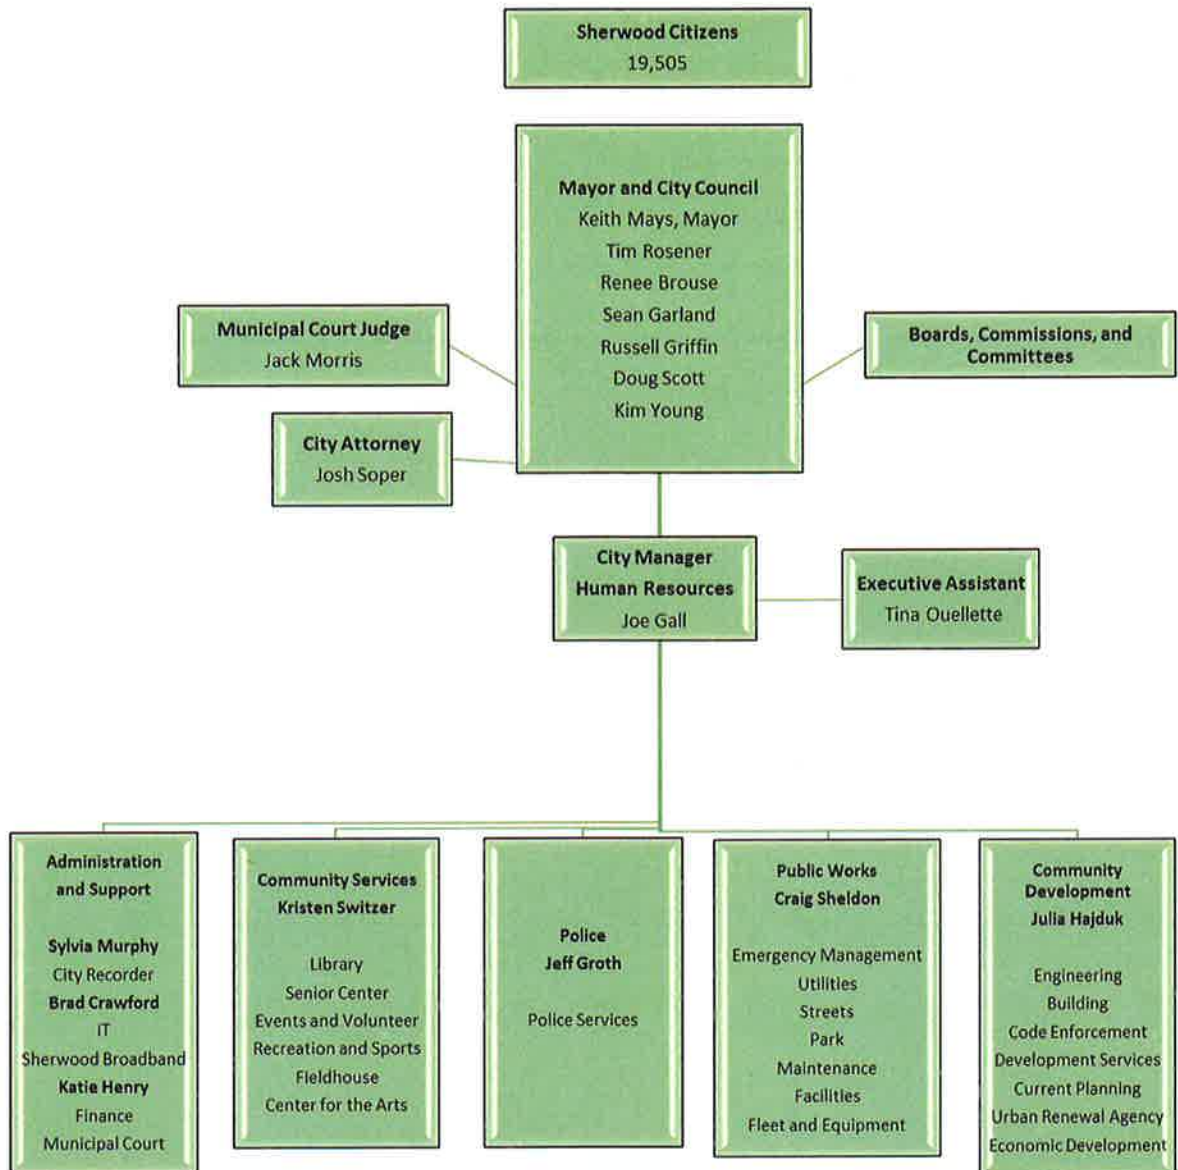 Sherwood Citizens
19,505
Mayor and City Council
Keith Mays, Mayor
Tim Rosener
Renee Brouse
Sean Garland
Russell Griffin
Doug Scott
Kim Young
Municipal Court Judge
Jack Morris
Boards, Commissions, and
Committees
City Attorney
Josh Soper
City Manager
Human Resources
Joe Gall
Executive Assistant
Tina Ouellette
Administration
and Support
Sylvia Murphy
City Recorder
Brad Crawford
IT
Sherwood Broadband
Katie Henry
Finance
Municipal Court
Community Services
Kristen Switzer
Library
Senior Center
Events and Volunteer
Recreation and Sports
Fieldhouse
Center for the Arts
Police
Jeff Groth
Police Services
Public Works
Craig Sheldon
Emergency Management
Utilities
Streets
Park
Maintenance
Facilities
Fleet and Equipment
Community
Development
Julia Hajduk
Engineering
Building
Code Enforcement
Development Services
Current Planning
Urban Renewal Agency
Economic Development